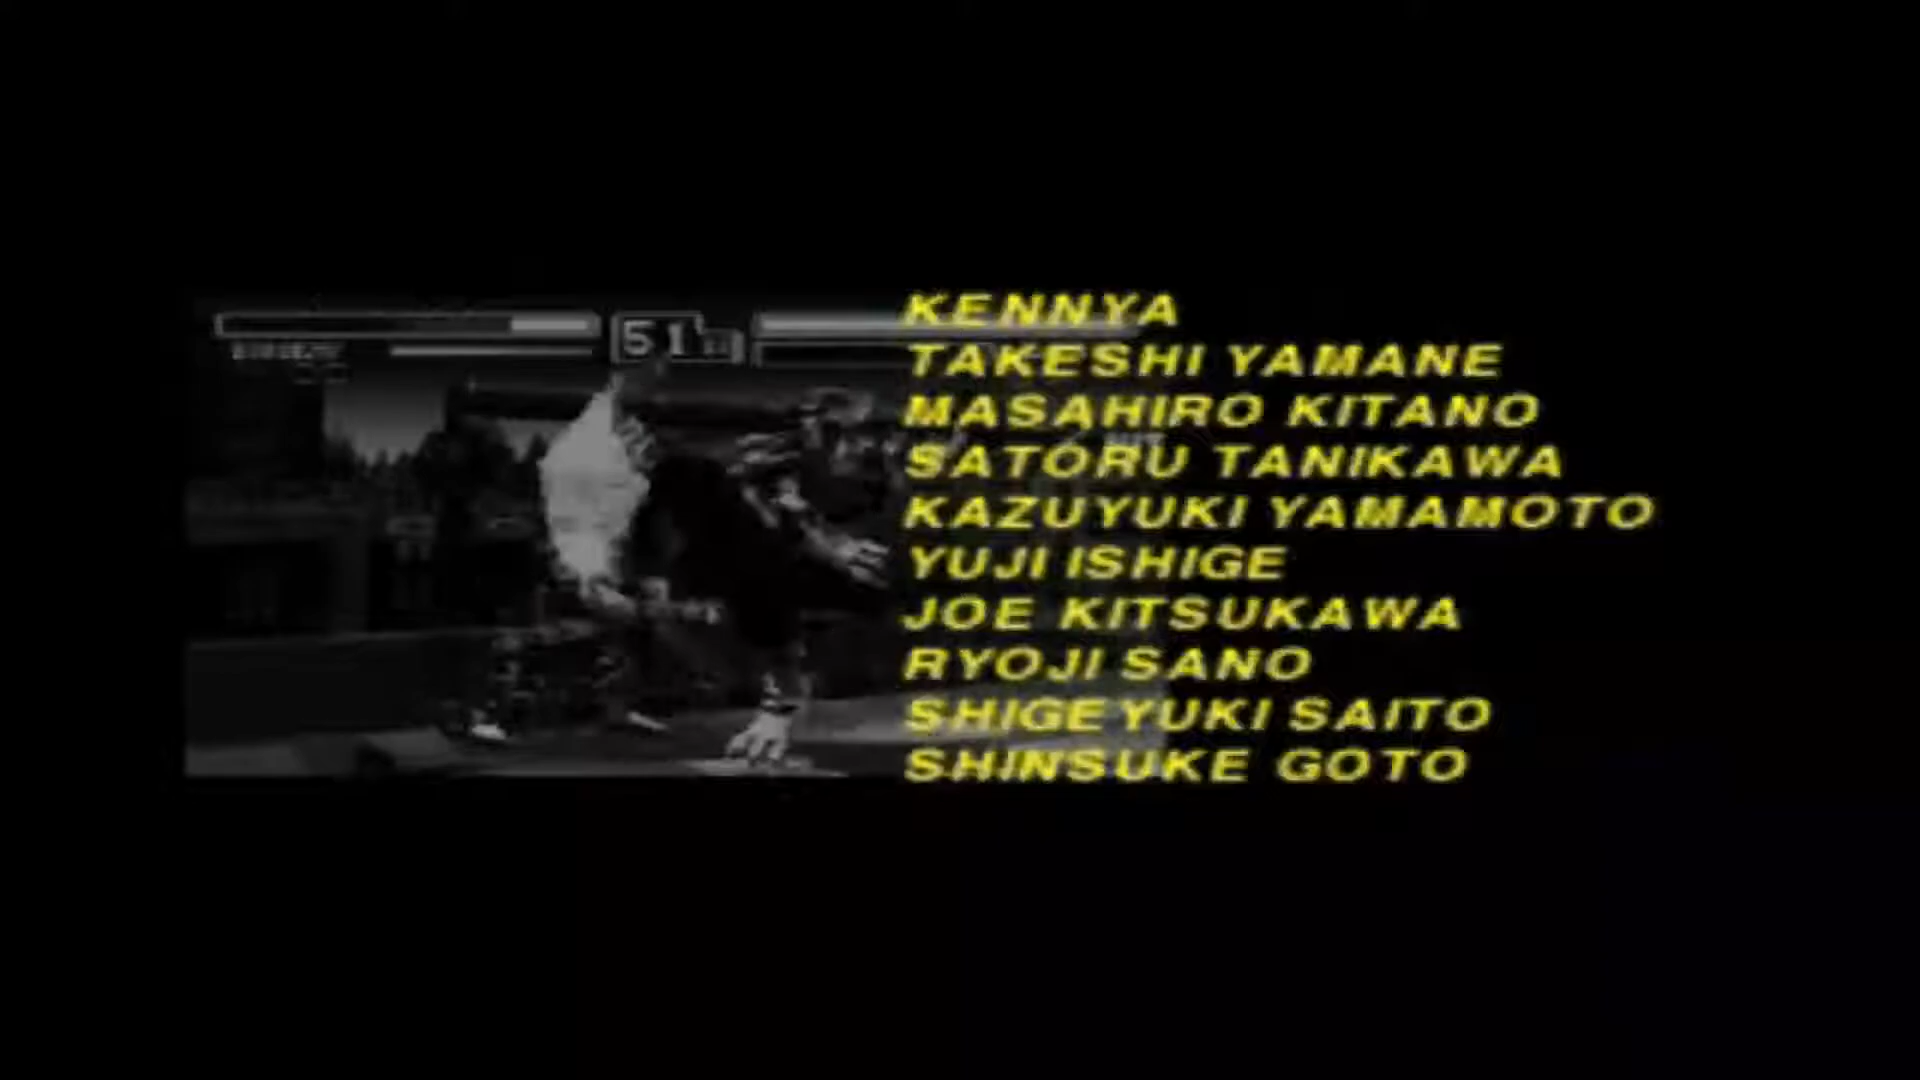 51
KENNYA
TAKESHI YAMANE
MASAHIRO KITANO
SATORU TANIKAWA
KAZUYUKI YAMAMOTO
YUJI ISHIGE
JOE KITSUKAWA
RYOJI SANO
SHIGEYUKI SAITO
SHINSUKE GOTO